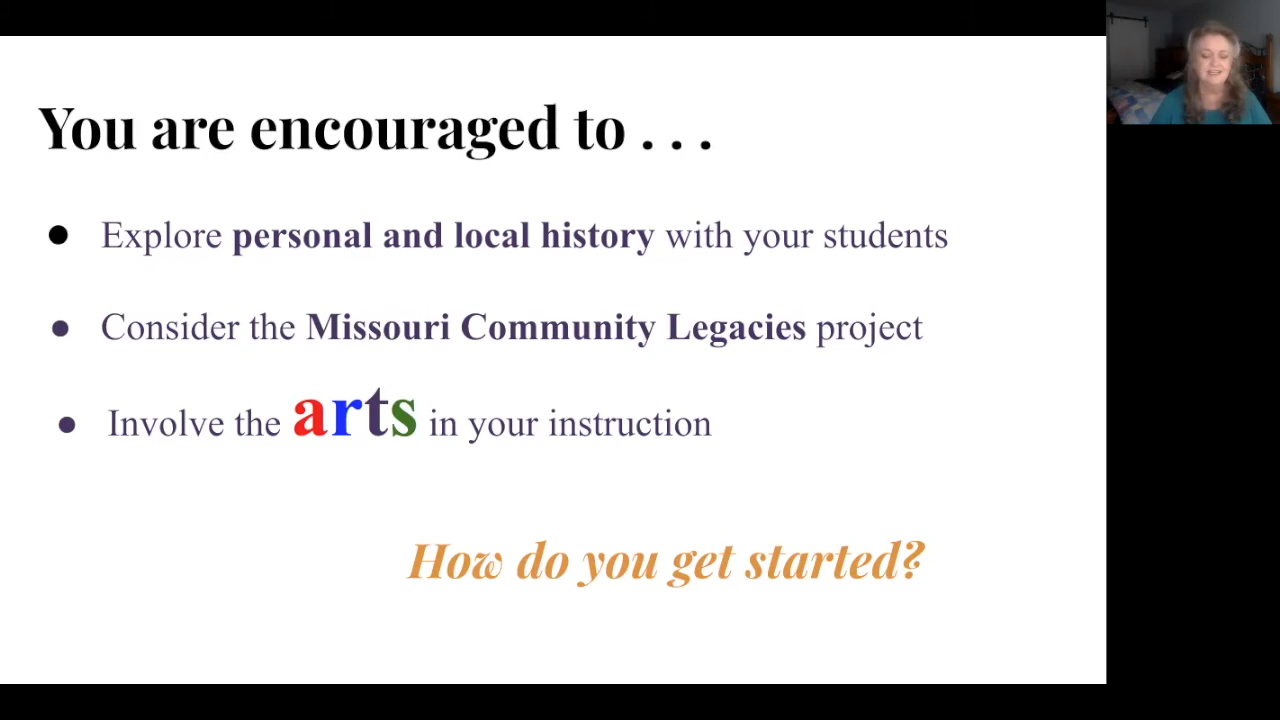 You are encouraged to . . .
● Explore personal and local history with your students
● Consider the Missouri Community Legacies project
● Involve the arts in your instruction
How do you get started?